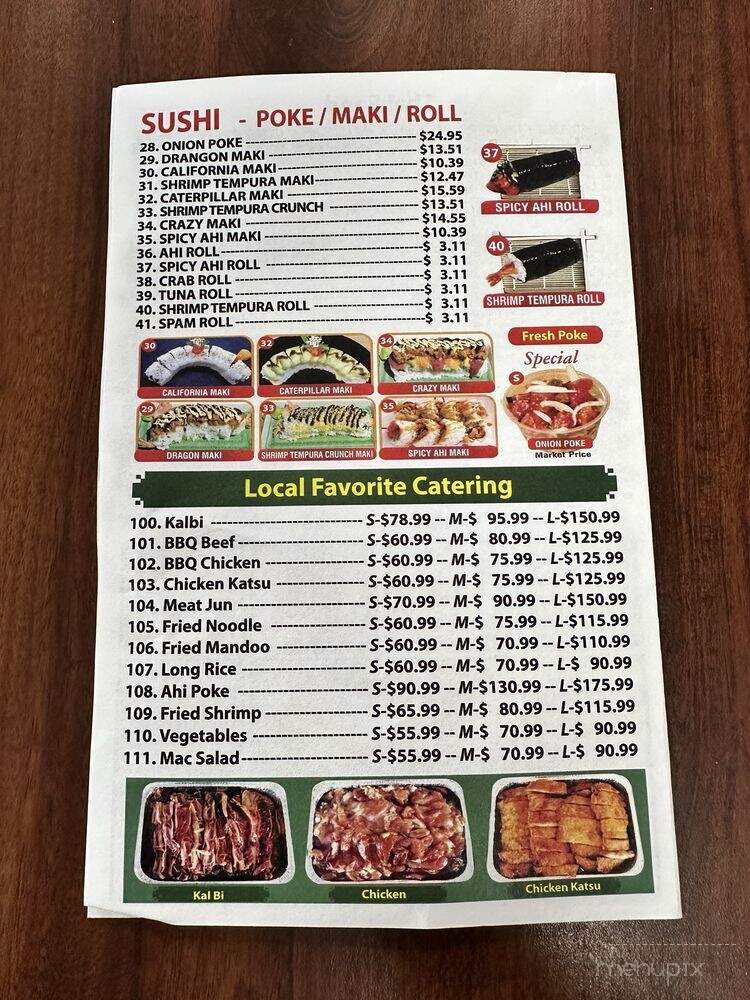 SUSHI - POKE / MAKI / ROLL
28. ONION POKE ---- $24.95
29. DRANGON MAKI ---- $13.51
30. CALIFORNIA MAKI ---- $10.39
31. SHRIMP TEMPURA MAKI ---- $12.47
32. CATERPILLAR MAKI ---- $15.59
33. SHRIMP TEMPURA CRUNCH ---- $13.51
34. CRAZY MAKI ---- $14.55
35. SPICY AHI MAKI ---- $10.39
36. AHI ROLL ---- $ 3.11
37. SPICY AHI ROLL ---- $ 3.11
38. CRAB ROLL ---- $ 3.11
39. TUNA ROLL ---- $ 3.11
40. SHRIMP TEMPURA ROLL ---- $ 3.11
41. SPAM ROLL ---- $ 3.11
37
SPICY AHI ROLL
40
SHRIMP TEMPURA ROLL
30
CALIFORNIA MAKI
32
CATERPILLAR MAKI
34
CRAZY MAKI
29
DRAGON MAKI
33
SHRIMP TEMPURA CRUNCH MAKI
35
SPICY AHI MAKI
Fresh Poke
Special
S
ONION POKE
Market Price
Local Favorite Catering
100. Kalbi ---- S-$78.99 -- M-$ 95.99 -- L-$150.99
101. BBQ Beef ---- S-$60.99 -- M-$ 80.99 -- L-$125.99
102. BBQ Chicken ---- S-$60.99 -- M-$ 75.99 -- L-$125.99
103. Chicken Katsu ---- S-$60.99 -- M-$ 75.99 -- L-$125.99
104. Meat Jun ---- S-$70.99 -- M-$ 90.99 -- L-$150.99
105. Fried Noodle ---- S-$60.99 -- M-$ 75.99 -- L-$115.99
106. Fried Mandoo ---- S-$60.99 -- M-$ 70.99 -- L-$110.99
107. Long Rice ---- S-$60.99 -- M-$ 70.99 -- L-$ 90.99
108. Ahi Poke ---- S-$90.99 -- M-$130.99 -- L-$175.99
109. Fried Shrimp ---- S-$65.99 -- M-$ 80.99 -- L-$115.99
110. Vegetables ---- S-$55.99 -- M-$ 70.99 -- L-$ 90.99
111. Mac Salad ---- S-$55.99 -- M-$ 70.99 -- L-$ 90.99
Kal Bi
Chicken
Chicken Katsu
menupix